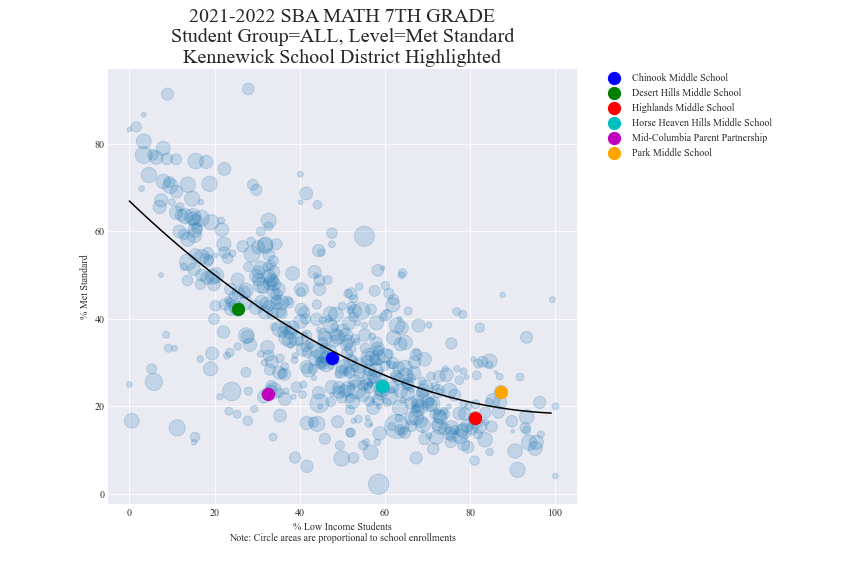 2021-2022 SBA MATH 7TH GRADE
Student Group=ALL, Level=Met Standard
Kennewick School District Highlighted
Chinook Middle School
Desert Hills Middle School
Highlands Middle School
Horse Heaven Hills Middle School
Mid-Columbia Parent Partnership
Park Middle School
% Met Standard
80
60
40
20
0
0 20 40 60 80 100
% Low Income Students
Note: Circle areas are proportional to school enrollments